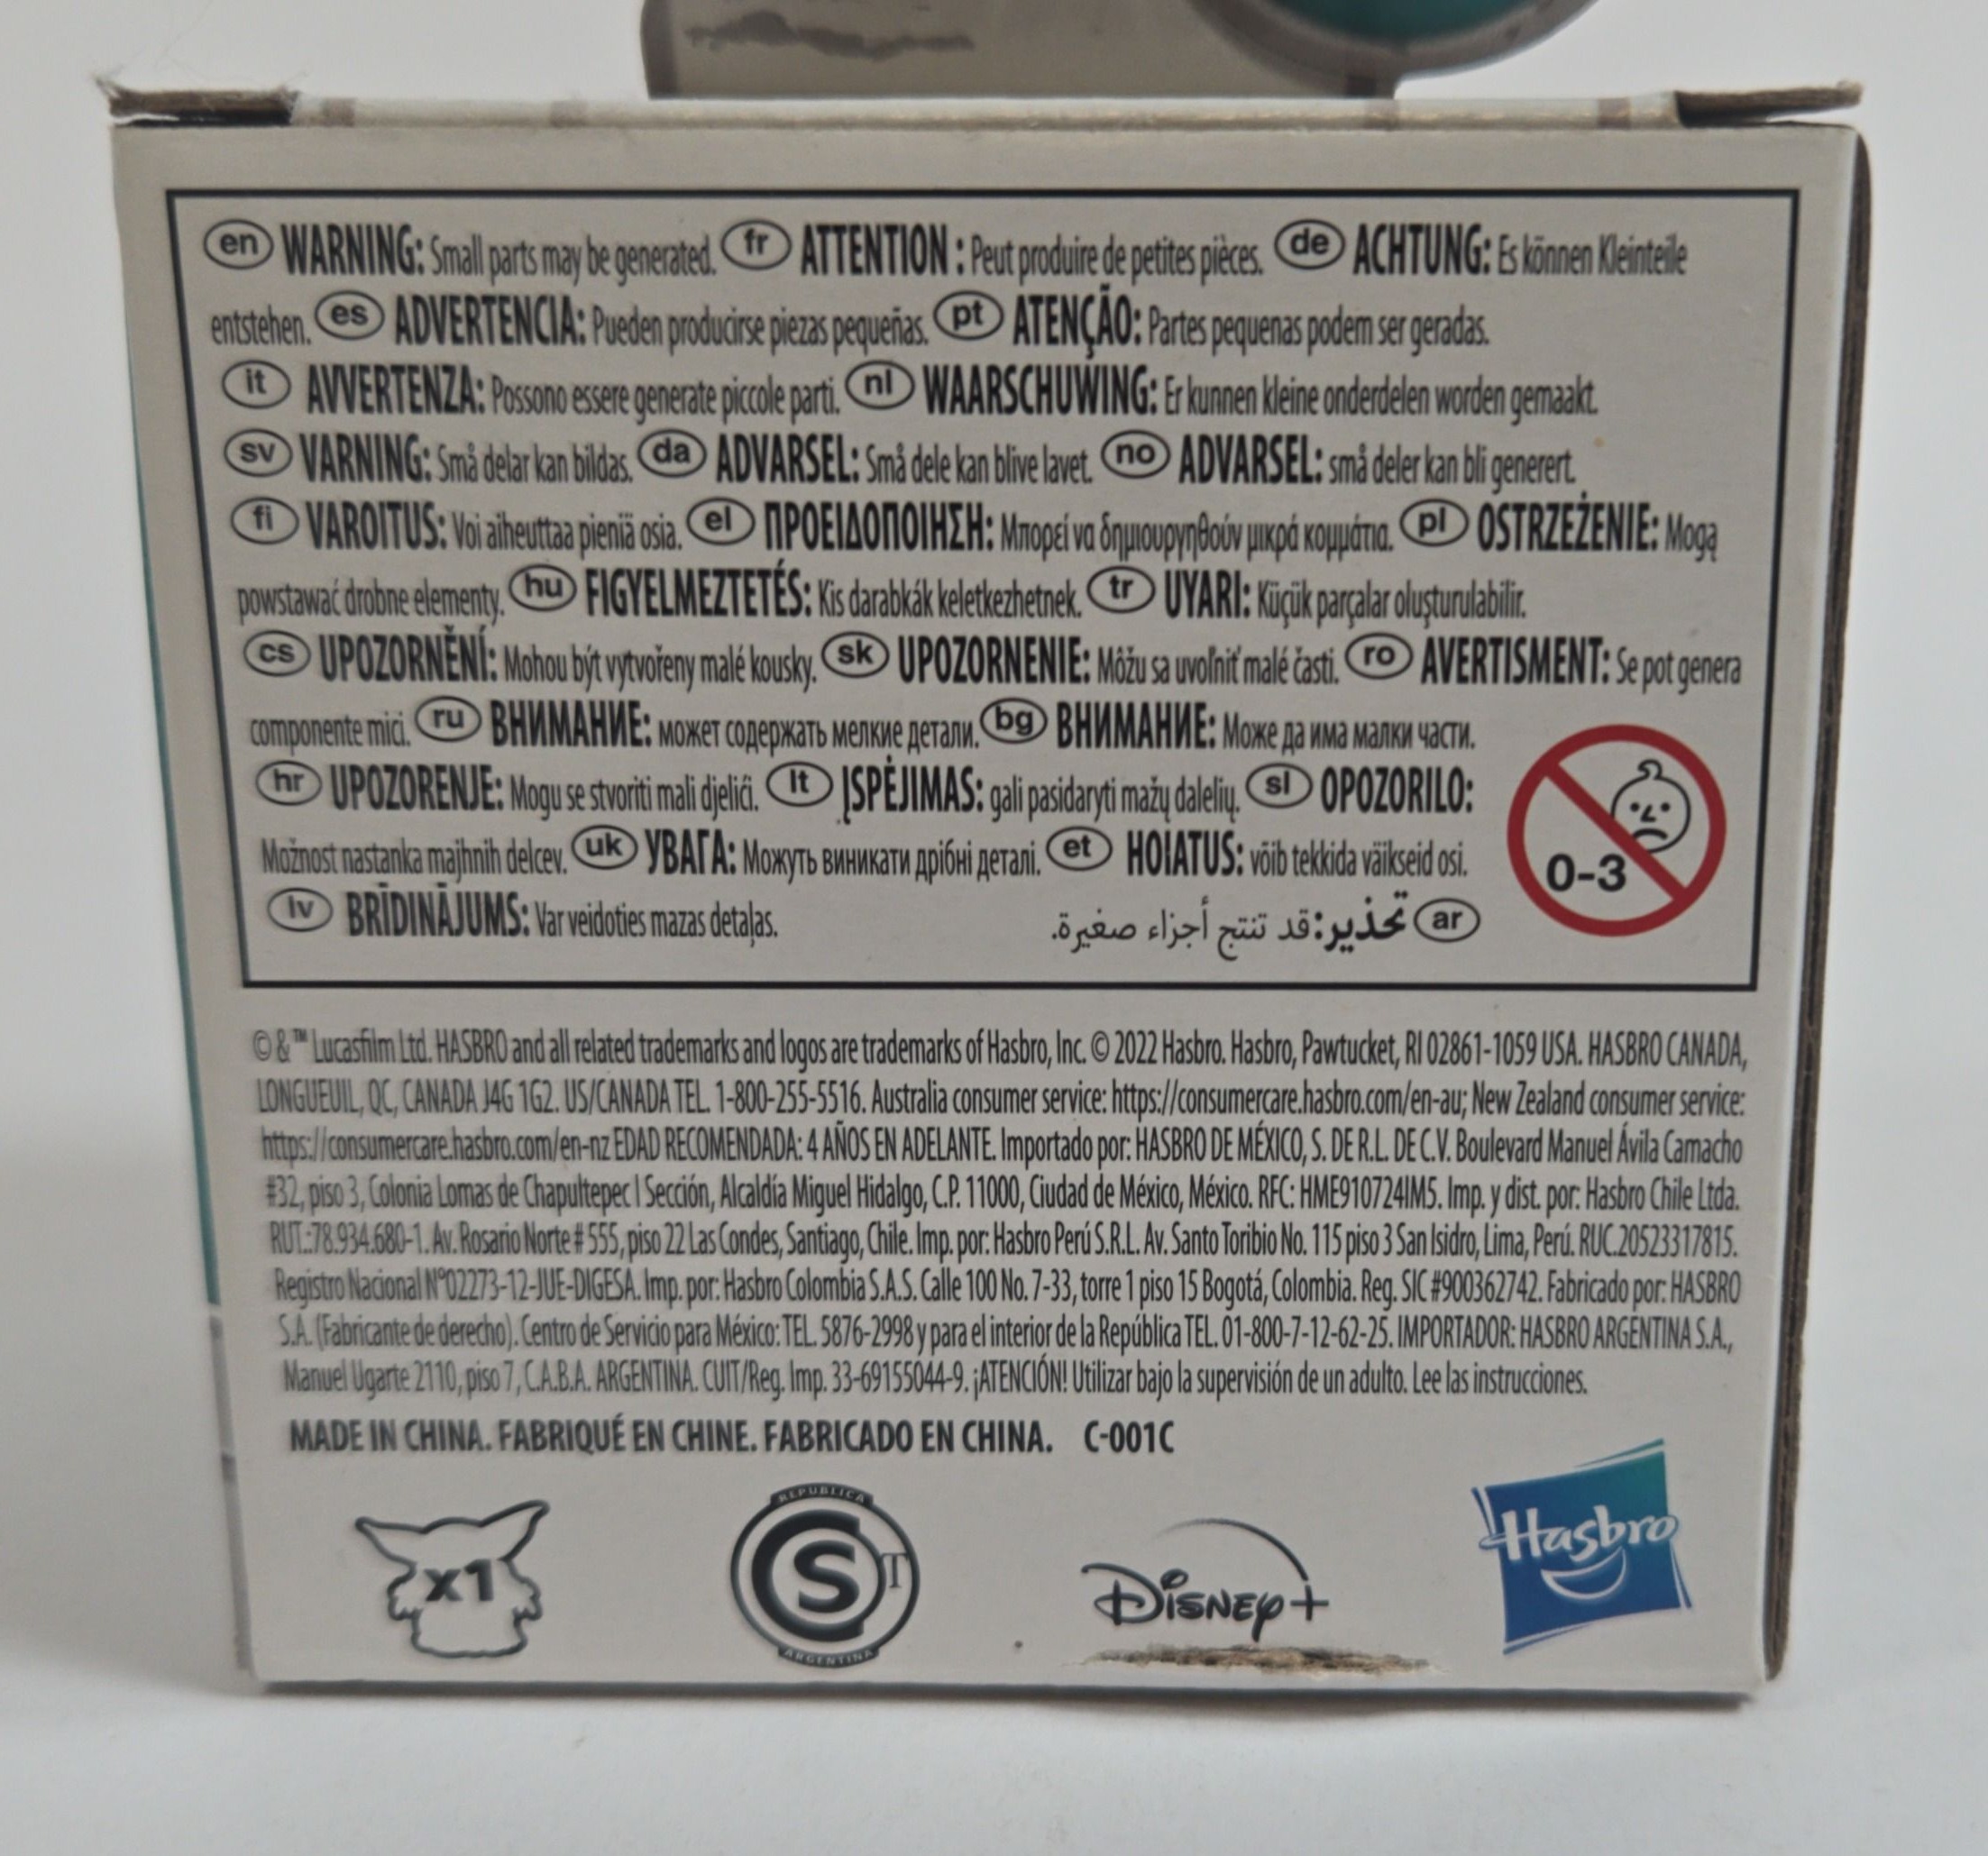 en WARNING: Small parts may be generated. fr ATTENTION : Peut produire de petites pièces. de ACHTUNG: Es können Kleinteile
entstehen. es ADVERTENCIA: Pueden producirse piezas pequeñas. pt ATENÇÃO: Partes pequenas podem ser geradas.
it AVVERTENZA: Possono essere generate piccole parti. nl WAARSCHUWING: Er kunnen kleine onderdelen worden gemaakt.
sv VARNING: Små delar kan bildas. da ADVARSEL: Små dele kan blive lavet. no ADVARSEL: små deler kan bli generert.
fi VAROITUS: Voi aiheuttaa pieniä osia. el ΠΡΟΕΙΔΟΠΟΙΗΣΗ: Μπορεί να δημιουργηθούν μικρά κομμάτια. pl OSTRZEŻENIE: Mogą
powstawać drobne elementy. hu FIGYELMEZTETÉS: Kis darabkák keletkezhetnek. tr UYARI: Küçük parçalar oluşturulabilir.
cs UPOZORNĚNÍ: Mohou být vytvořeny malé kousky. sk UPOZORNENIE: Môžu sa uvoľniť malé časti. ro AVERTISMENT: Se pot genera
componente mici. ru ВНИМАНИЕ: может содержать мелкие детали. bg ВНИМАНИЕ: Може да има малки части.
hr UPOZORENJE: Mogu se stvoriti mali djelići. lt ĮSPĖJIMAS: gali pasidaryti mažų dalelių. sl OPOZORILO:
Možnost nastanka majhnih delcev. uk УВАГА: Можуть виникати дрібні деталі. et HOIATUS: võib tekkida väikseid osi.
lv BRĪDINĀJUMS: Var veidoties mazas detaļas. ar تحذير: قد تنتج أجزاء صغيرة.
0-3
© & ™ Lucasfilm Ltd. HASBRO and all related trademarks and logos are trademarks of Hasbro, Inc. © 2022 Hasbro. Hasbro, Pawtucket, RI 02861-1059 USA. HASBRO CANADA,
LONGUEUIL, QC, CANADA J4G 1G2. US/CANADA TEL. 1-800-255-5516. Australia consumer service: https://consumercare.hasbro.com/en-au; New Zealand consumer service:
https://consumercare.hasbro.com/en-nz EDAD RECOMENDADA: 4 AÑOS EN ADELANTE. Importado por: HASBRO DE MÉXICO, S. DE R.L. DE C.V. Boulevard Manuel Ávila Camacho
#32, piso 3, Colonia Lomas de Chapultepec I Sección, Alcaldía Miguel Hidalgo, C.P. 11000, Ciudad de México, México. RFC: HME910724IM5. Imp. y dist. por: Hasbro Chile Ltda.
RUT.:78.934.680-1. Av. Rosario Norte # 555, piso 22 Las Condes, Santiago, Chile. Imp. por: Hasbro Perú S.R.L. Av. Santo Toribio No. 115 piso 3 San Isidro, Lima, Perú. RUC.20523317815.
Registro Nacional N°02273-12-JUE-DIGESA. Imp. por: Hasbro Colombia S.A.S. Calle 100 No. 7-33, torre 1 piso 15 Bogotá, Colombia. Reg. SIC #900362742. Fabricado por: HASBRO
S.A. (Fabricante de derecho). Centro de Servicio para México: TEL. 5876-2998 y para el interior de la República TEL. 01-800-7-12-62-25. IMPORTADOR: HASBRO ARGENTINA S.A.,
Manuel Ugarte 2110, piso 7, C.A.B.A. ARGENTINA. CUIT/Reg. Imp. 33-69155044-9. ¡ATENCIÓN! Utilizar bajo la supervisión de un adulto. Lee las instrucciones.
MADE IN CHINA. FABRIQUÉ EN CHINE. FABRICADO EN CHINA. C-001C
x1
REPUBLICA
CST
ARGENTINA
Disney+
Hasbro